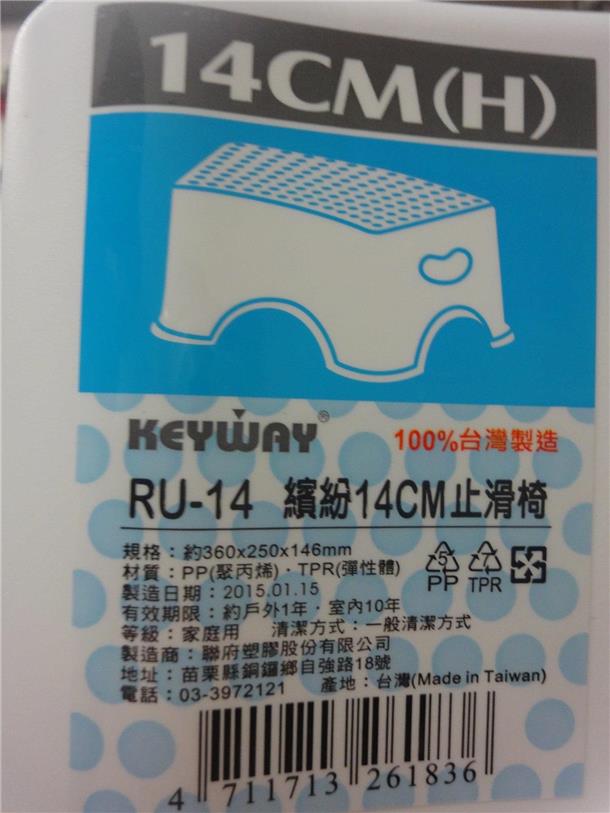 14CM(H)
KEYWAY®
100%台灣製造
RU-14 繽紛14CM止滑椅
規格：約360x250x146mm
材質：PP(聚丙烯)．TPR(彈性體)
5 PP 7 TPR
製造日期：2015.01.15
有效期限：約戶外1年．室內10年
等級：家庭用 清潔方式：一般清潔方式
製造商：聯府塑膠股份有限公司
地址：苗栗縣銅鑼鄉自強路18號
電話：03-3972121 產地：台灣(Made in Taiwan)
4 711713 261836